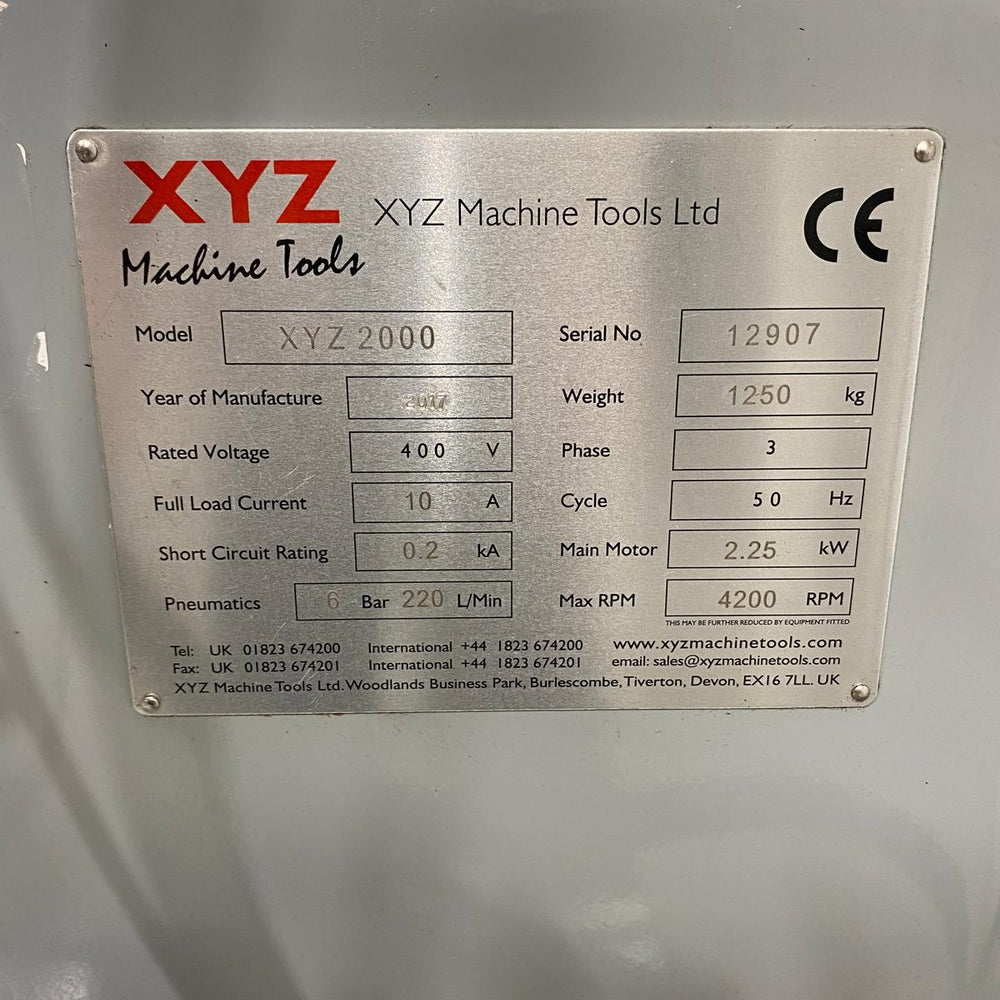 XYZ
Machine Tools
XYZ Machine Tools Ltd
CE
Model XYZ 2000 Serial No 12907
Year of Manufacture 2017 Weight 1250 kg
Rated Voltage 400 V Phase 3
Full Load Current 10 A Cycle 50 Hz
Short Circuit Rating 0.2 kA Main Motor 2.25 kW
Pneumatics 6 Bar 220 L/Min Max RPM 4200 RPM
THIS MAY BE FURTHER REDUCED BY EQUIPMENT FITTED
Tel: UK 01823 674200 International +44 1823 674200 www.xyzmachinetools.com
Fax: UK 01823 674201 International +44 1823 674201 email: sales@xyzmachinetools.com
XYZ Machine Tools Ltd. Woodlands Business Park, Burlescombe, Tiverton, Devon, EX16 7LL. UK